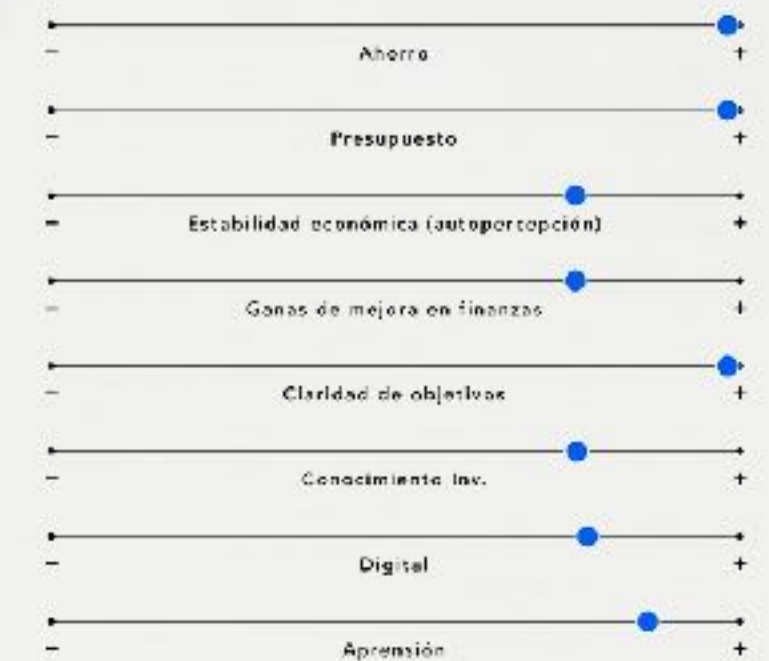 Ahorro
- +
Presupuesto
- +
Estabilidad económica (autopercepción)
- +
Ganas de mejora en finanzas
- +
Claridad de objetivos
- +
Conocimiento Inv.
- +
Digital
- +
Aprensión
- +